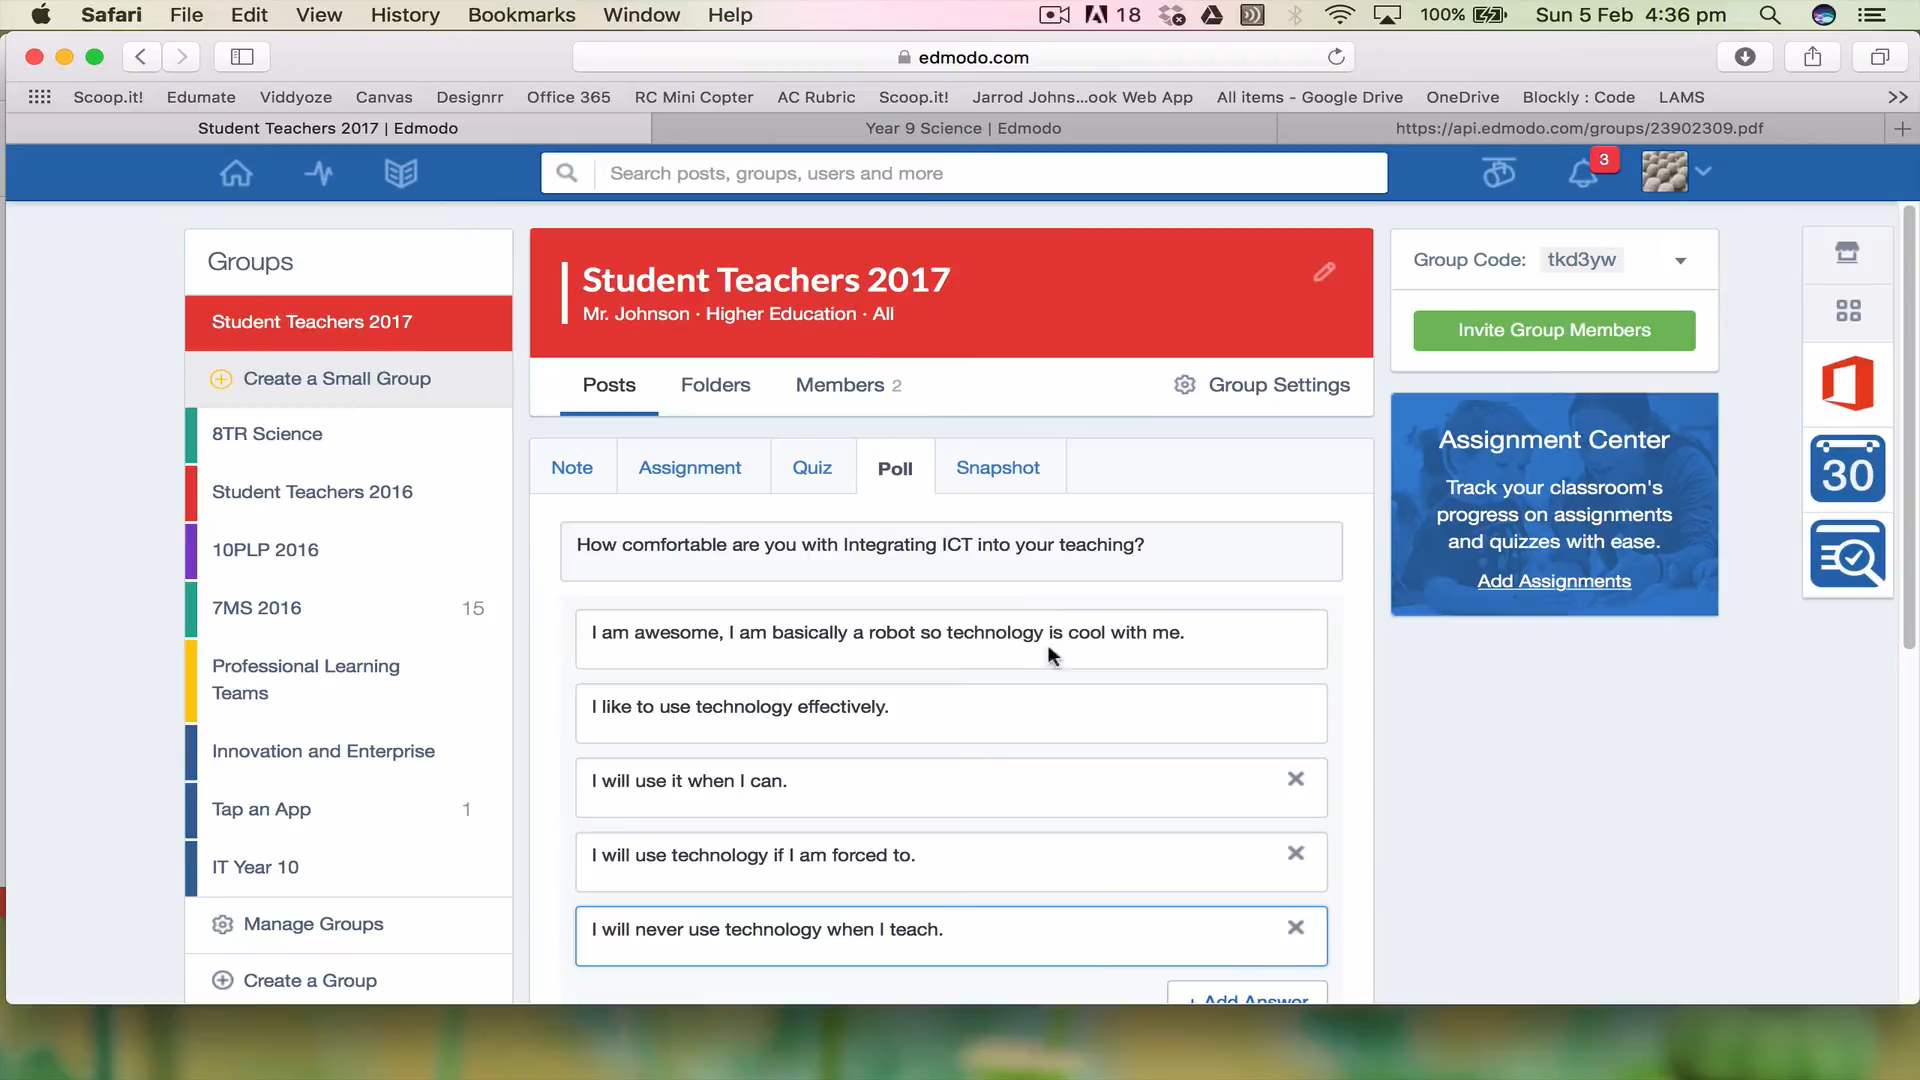 Safari File Edit View History Bookmarks Window Help 18 100% Sun 5 Feb 4:36 pm
edmodo.com
Scoop.it! Edumate Viddyoze Canvas Designrr Office 365 RC Mini Copter AC Rubric Scoop.it! Jarrod Johns...ook Web App All items - Google Drive OneDrive Blockly : Code LAMS
Student Teachers 2017 | Edmodo Year 9 Science | Edmodo https://api.edmodo.com/groups/23902309.pdf
Search posts, groups, users and more 3
Groups
Student Teachers 2017
Create a Small Group
8TR Science
Student Teachers 2016
10PLP 2016
7MS 2016 15
Professional Learning
Teams
Innovation and Enterprise
Tap an App 1
IT Year 10
Manage Groups
Create a Group
Student Teachers 2017
Mr. Johnson · Higher Education · All
Posts Folders Members 2 Group Settings
Note Assignment Quiz Poll Snapshot
How comfortable are you with Integrating ICT into your teaching?
I am awesome, I am basically a robot so technology is cool with me.
I like to use technology effectively.
I will use it when I can.
I will use technology if I am forced to.
I will never use technology when I teach.
+ Add Answer
Group Code: tkd3yw
Invite Group Members
Assignment Center
Track your classroom's
progress on assignments
and quizzes with ease.
Add Assignments
30